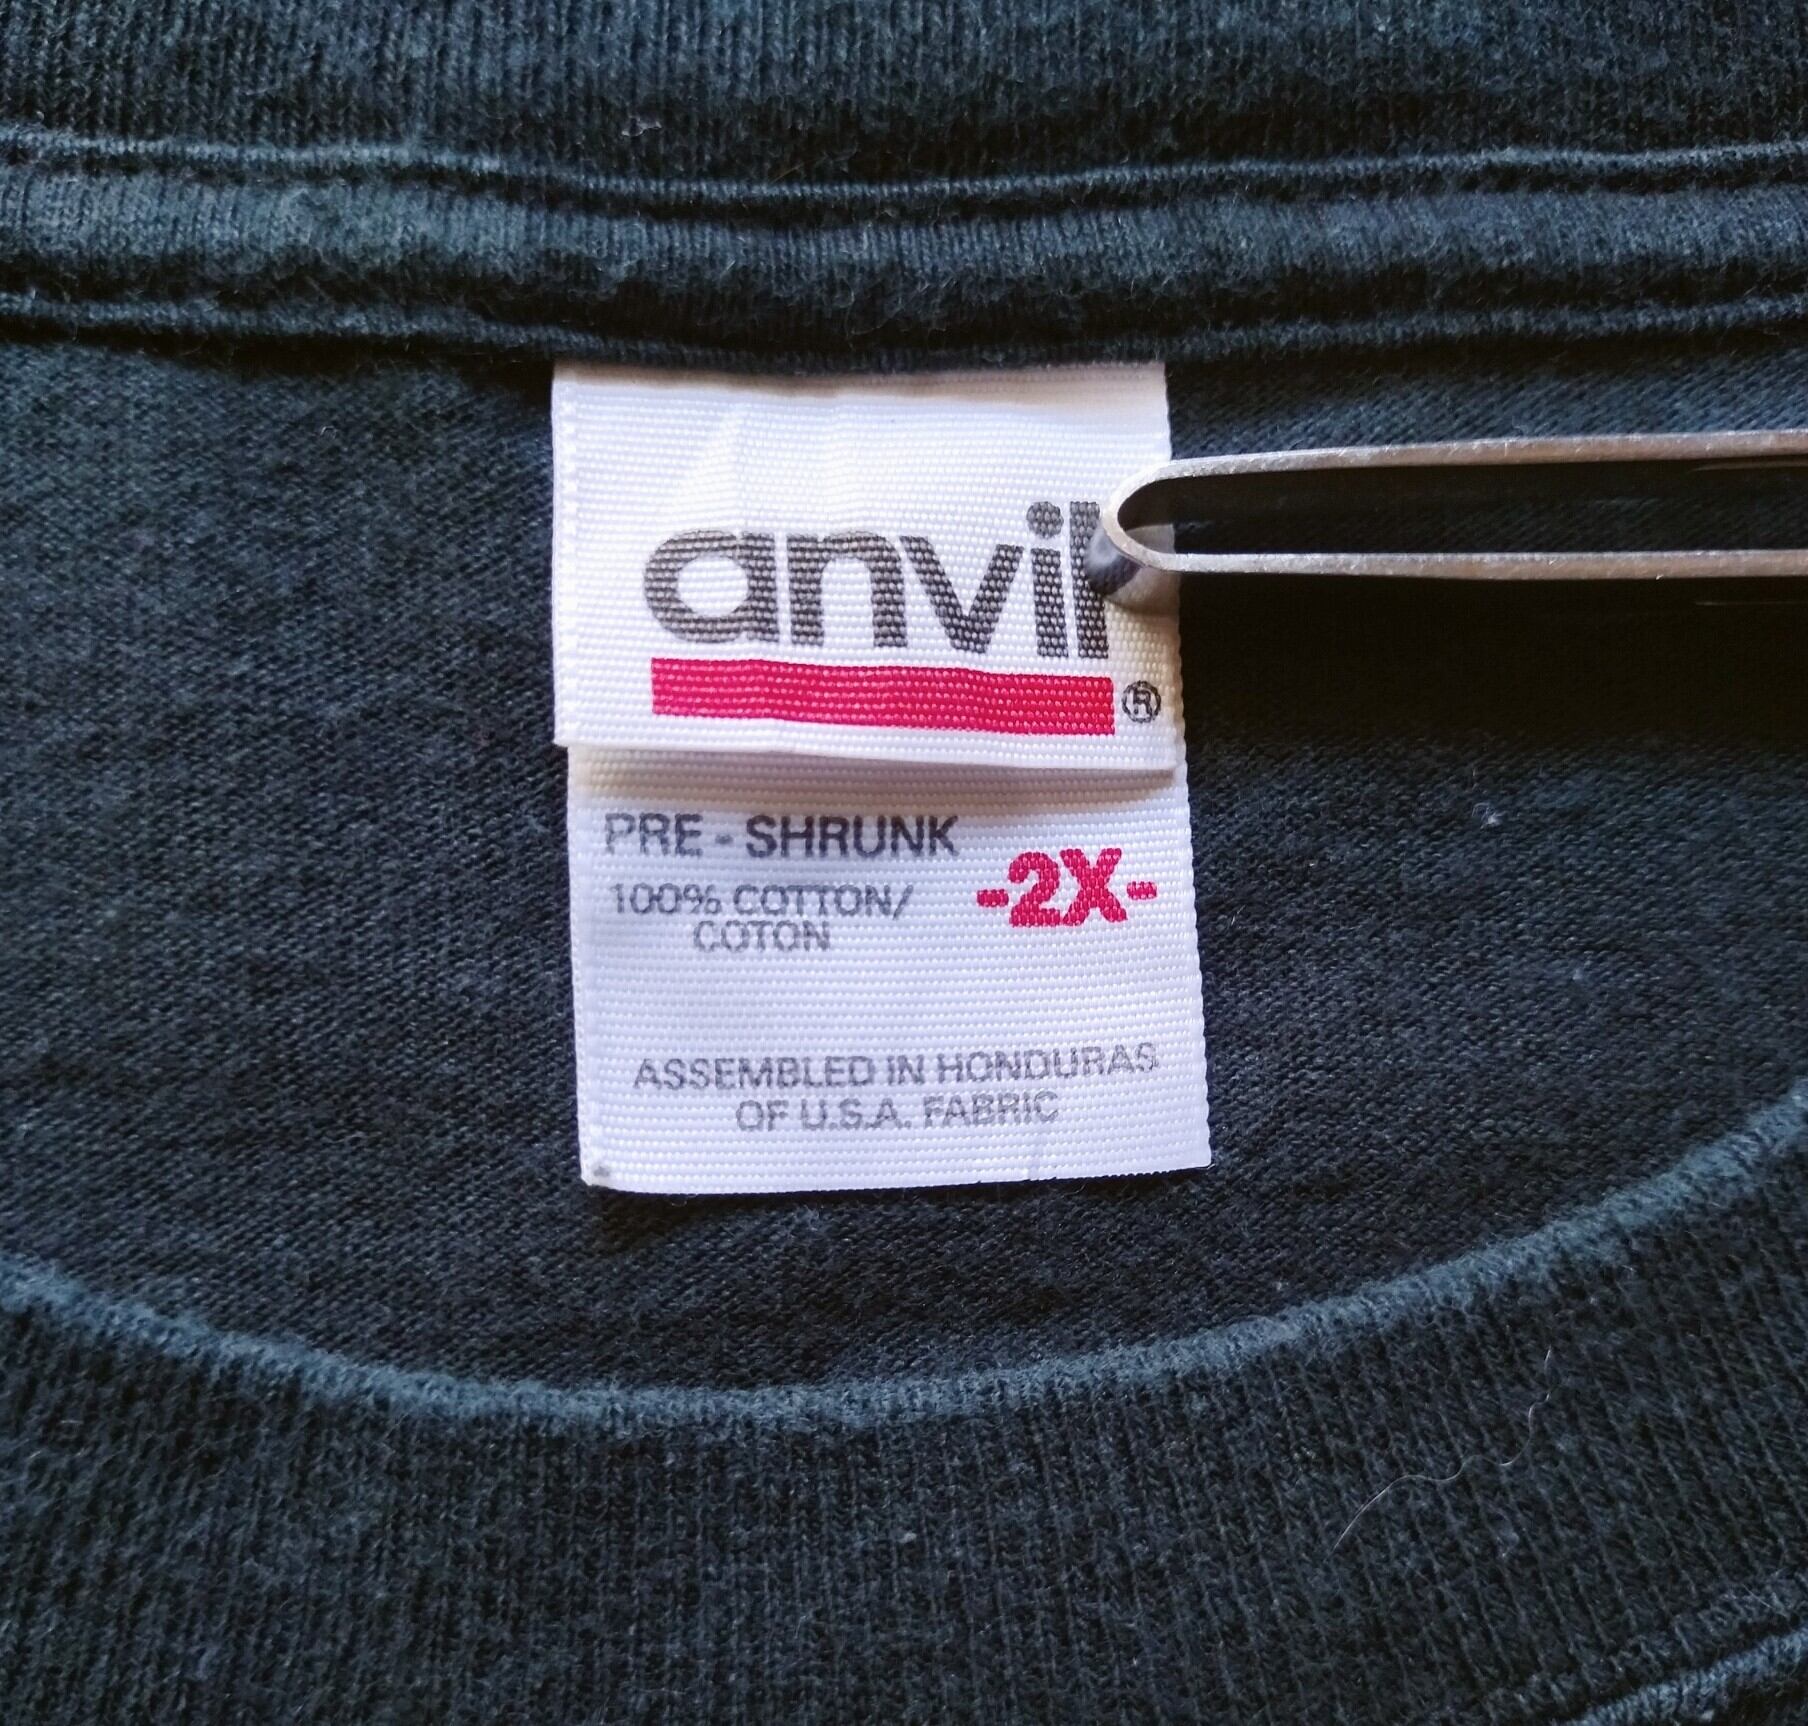 anvil
®
PRE-SHRUNK
100% COTTON/
COTON
-2X-
ASSEMBLED IN HONDURAS
OF U.S.A. FABRIC